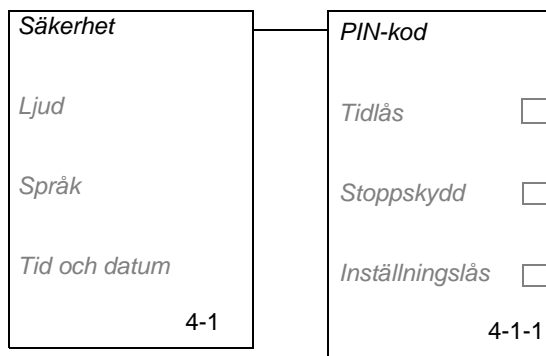 Säkerhet
Ljud
Språk
Tid och datum
4-1
PIN-kod
Tidlås
Stoppskydd
Inställningslås
4-1-1